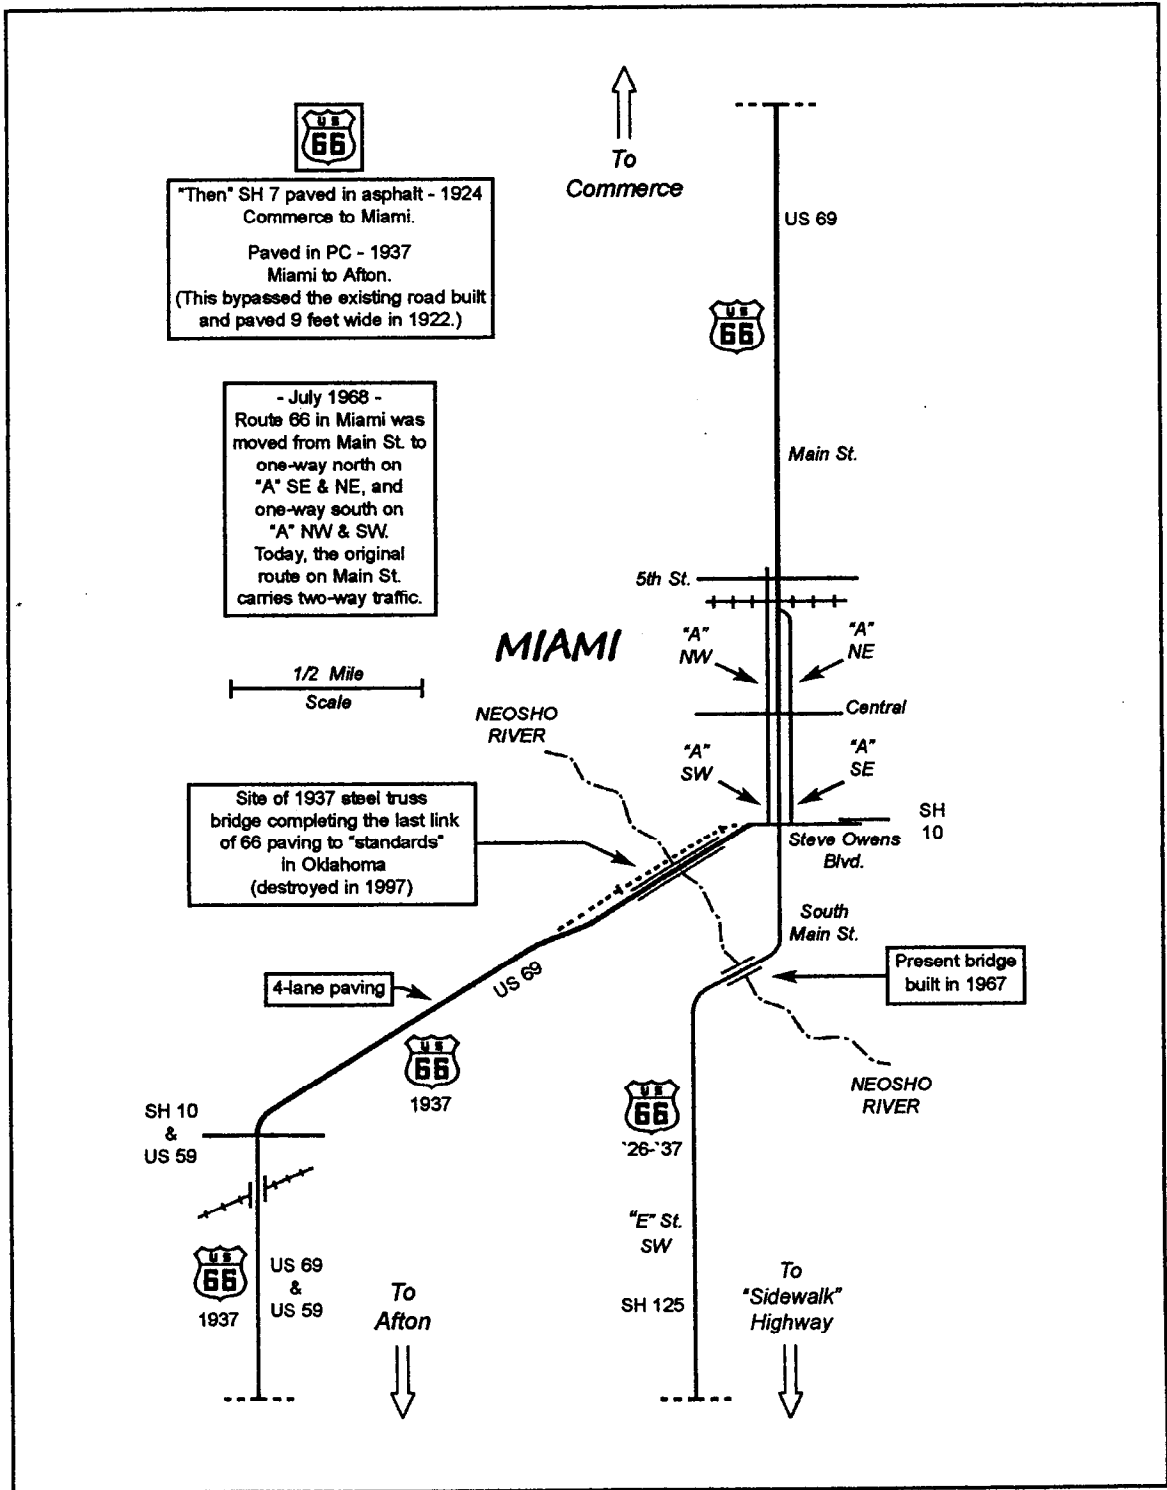 US
66
"Then" SH 7 paved in asphalt - 1924
Commerce to Miami.
Paved in PC - 1937
Miami to Afton.
(This bypassed the existing road built
and paved 9 feet wide in 1922.)
- July 1968 -
Route 66 in Miami was
moved from Main St. to
one-way north on
"A" SE & NE, and
one-way south on
"A" NW & SW.
Today, the original
route on Main St.
carries two-way traffic.
1/2 Mile
Scale
To
Commerce
US 69
US
66
Main St.
5th St.
MIAMI
"A"
NW
"A"
NE
Central
NEOSHO
RIVER
"A"
SW
"A"
SE
SH
10
Steve Owens
Blvd.
Site of 1937 steel truss
bridge completing the last link
of 66 paving to "standards"
in Oklahoma
(destroyed in 1997)
South
Main St.
Present bridge
built in 1967
4-lane paving
US 69
US
66
1937
NEOSHO
RIVER
US
66
'26-'37
SH 10
&
US 59
"E" St.
SW
US
66
1937
US 69
&
US 59
To
Afton
SH 125
To
"Sidewalk"
Highway